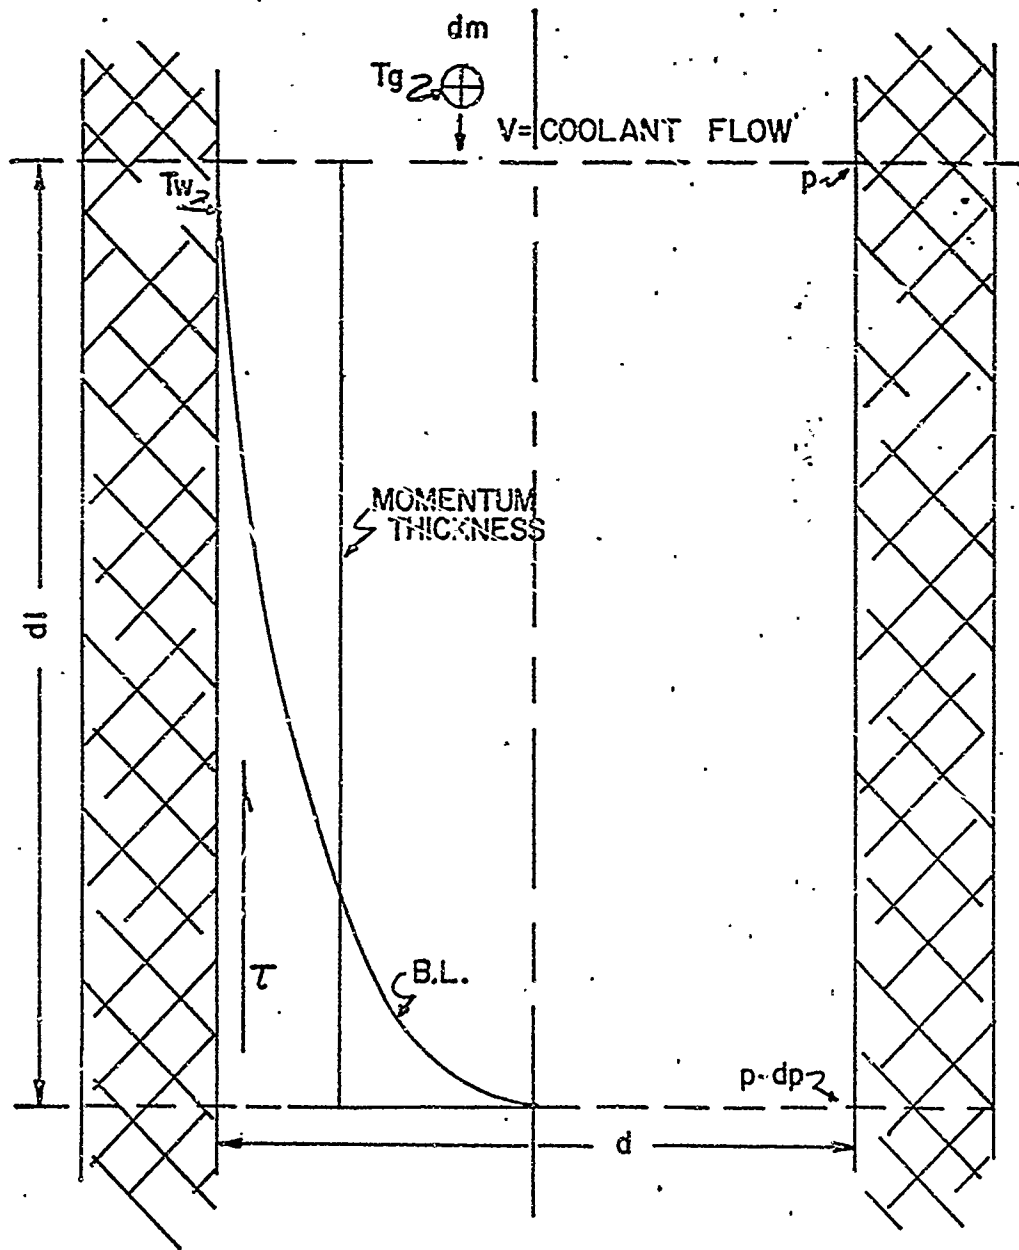 dm
Tg
V=COOLANT FLOW
Tw
p
MOMENTUM
THICKNESS
dl
τ
B.L.
p-dp
d